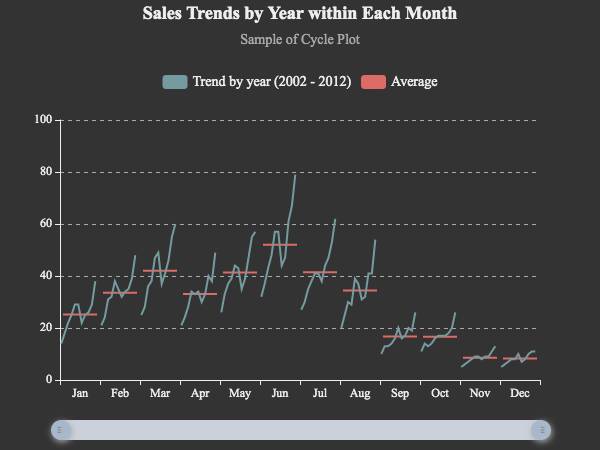 Sales Trends by Year within Each Month
Sample of Cycle Plot
Trend by year (2002 - 2012) Average
100
80
60
40
20
0
Jan Feb Mar Apr May Jun Jul Aug Sep Oct Nov Dec